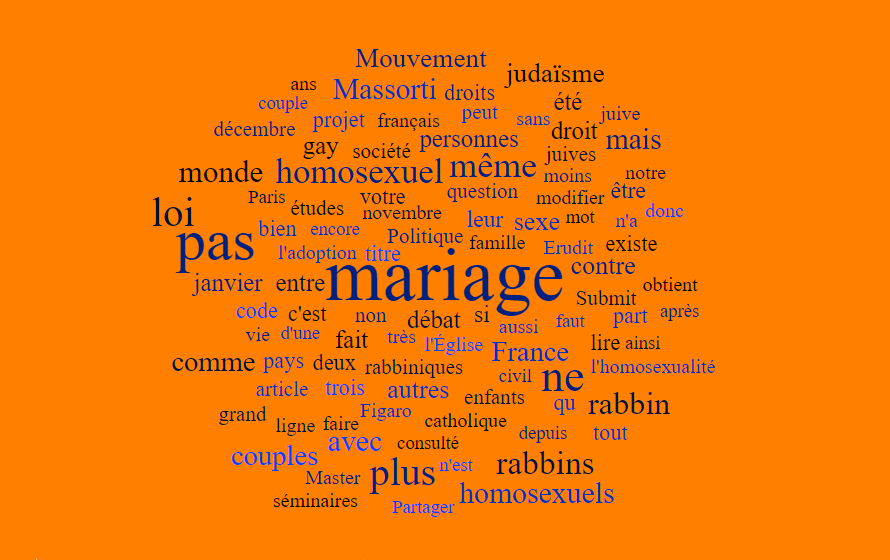 Mouvement
judaïsme
ans Massorti droits été
couple projet français peut sans juive
décembre personnes droit mais
gay société juives
monde homosexuel même moins notre
Paris votre question modifier être
loi études novembre leur sexe mot n'a donc
pas bien encore Politique famille Erudit existe
l'adoption titre
janvier entre mariage contre
Submit obtient
code c'est non débat si aussi faut part après
vie d'une fait très l'Église France lire ainsi
comme pays deux rabbiniques civil ne l'homosexualité
article trois autres enfants qu rabbin
grand ligne faire Figaro catholique depuis tout
couples avec consulté
Master plus n'est rabbins
séminaires Partager homosexuels